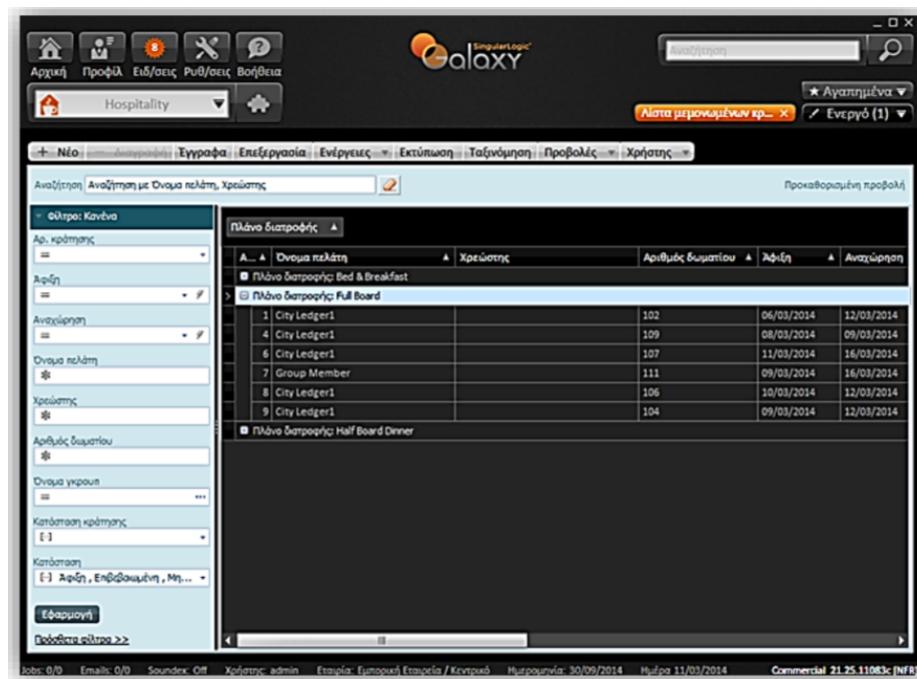 Αρχική Προφίλ Ειδ/σεις Ρυθ/σεις Βοήθεια
8
SingularLogic
Galaxy
Αναζήτηση
Hospitality
★ Αγαπημένα
Λίστα μεμονωμένων κρ... ×
Ενεργό (1)
+ Νέο — Διαγραφή Έγγραφα Επεξεργασία Ενέργειες Εκτύπωση Ταξινόμηση Προβολές Χρήστης
Αναζήτηση Αναζήτηση με Όνομα πελάτη, Χρεώστης
Προκαθορισμένη προβολή
Φίλτρο: Κανένα
Αρ. κράτησης
=
Άφιξη
=
Αναχώρηση
=
Όνομα πελάτη
Χρεώστης
Αριθμός δωματίου
Όνομα γκρουπ
= ...
Κατάσταση κράτησης
[-]
Κατάσταση
[-] Άφιξη , Επιβεβαιωμένη , Μη...
Εφαρμογή
Πρόσθετα φίλτρα >>
Πλάνο διατροφής
Α... Όνομα πελάτη Χρεώστης Αριθμός δωματίου Άφιξη Αναχώρηση
Πλάνο διατροφής: Bed & Breakfast
Πλάνο διατροφής: Full Board
1 City Ledger1 102 06/03/2014 12/03/2014
4 City Ledger1 109 08/03/2014 09/03/2014
6 City Ledger1 107 11/03/2014 16/03/2014
7 Group Member 111 09/03/2014 16/03/2014
8 City Ledger1 106 10/03/2014 12/03/2014
9 City Ledger1 104 09/03/2014 12/03/2014
Πλάνο διατροφής: Half Board Dinner
Jobs: 0/0 Emails: 0/0 Soundex: Off Χρήστης: admin Εταιρία: Εμπορική Εταιρεία / Κεντρικό Ημερομηνία: 30/09/2014 Ημέρα 11/03/2014 Commercial 21.25.11083c [NFR]